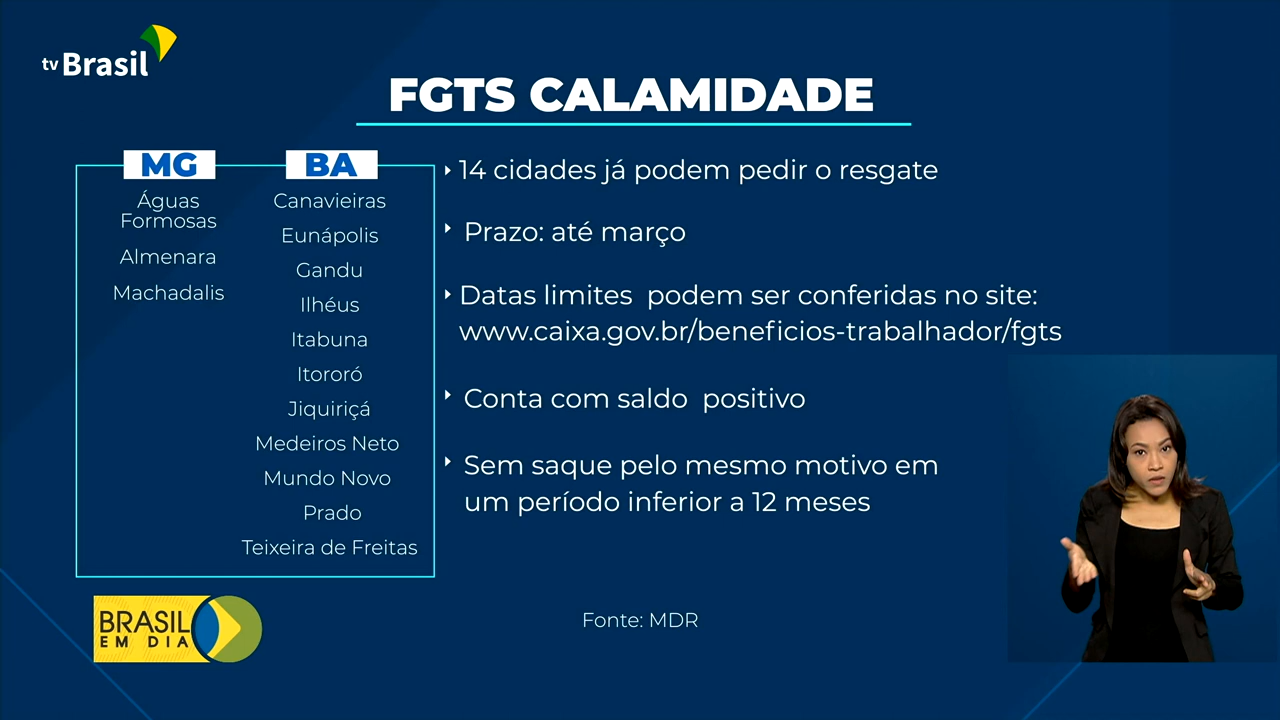 tv Brasil
FGTS CALAMIDADE
MG
Águas
Formosas
Almenara
Machadalis
BA
Canavieiras
Eunápolis
Gandu
Ilhéus
Itabuna
Itororó
Jiquiriçá
Medeiros Neto
Mundo Novo
Prado
Teixeira de Freitas
14 cidades já podem pedir o resgate
Prazo: até março
Datas limites podem ser conferidas no site:
www.caixa.gov.br/beneficios-trabalhador/fgts
Conta com saldo positivo
Sem saque pelo mesmo motivo em
um período inferior a 12 meses
BRASIL
EM DIA
Fonte: MDR